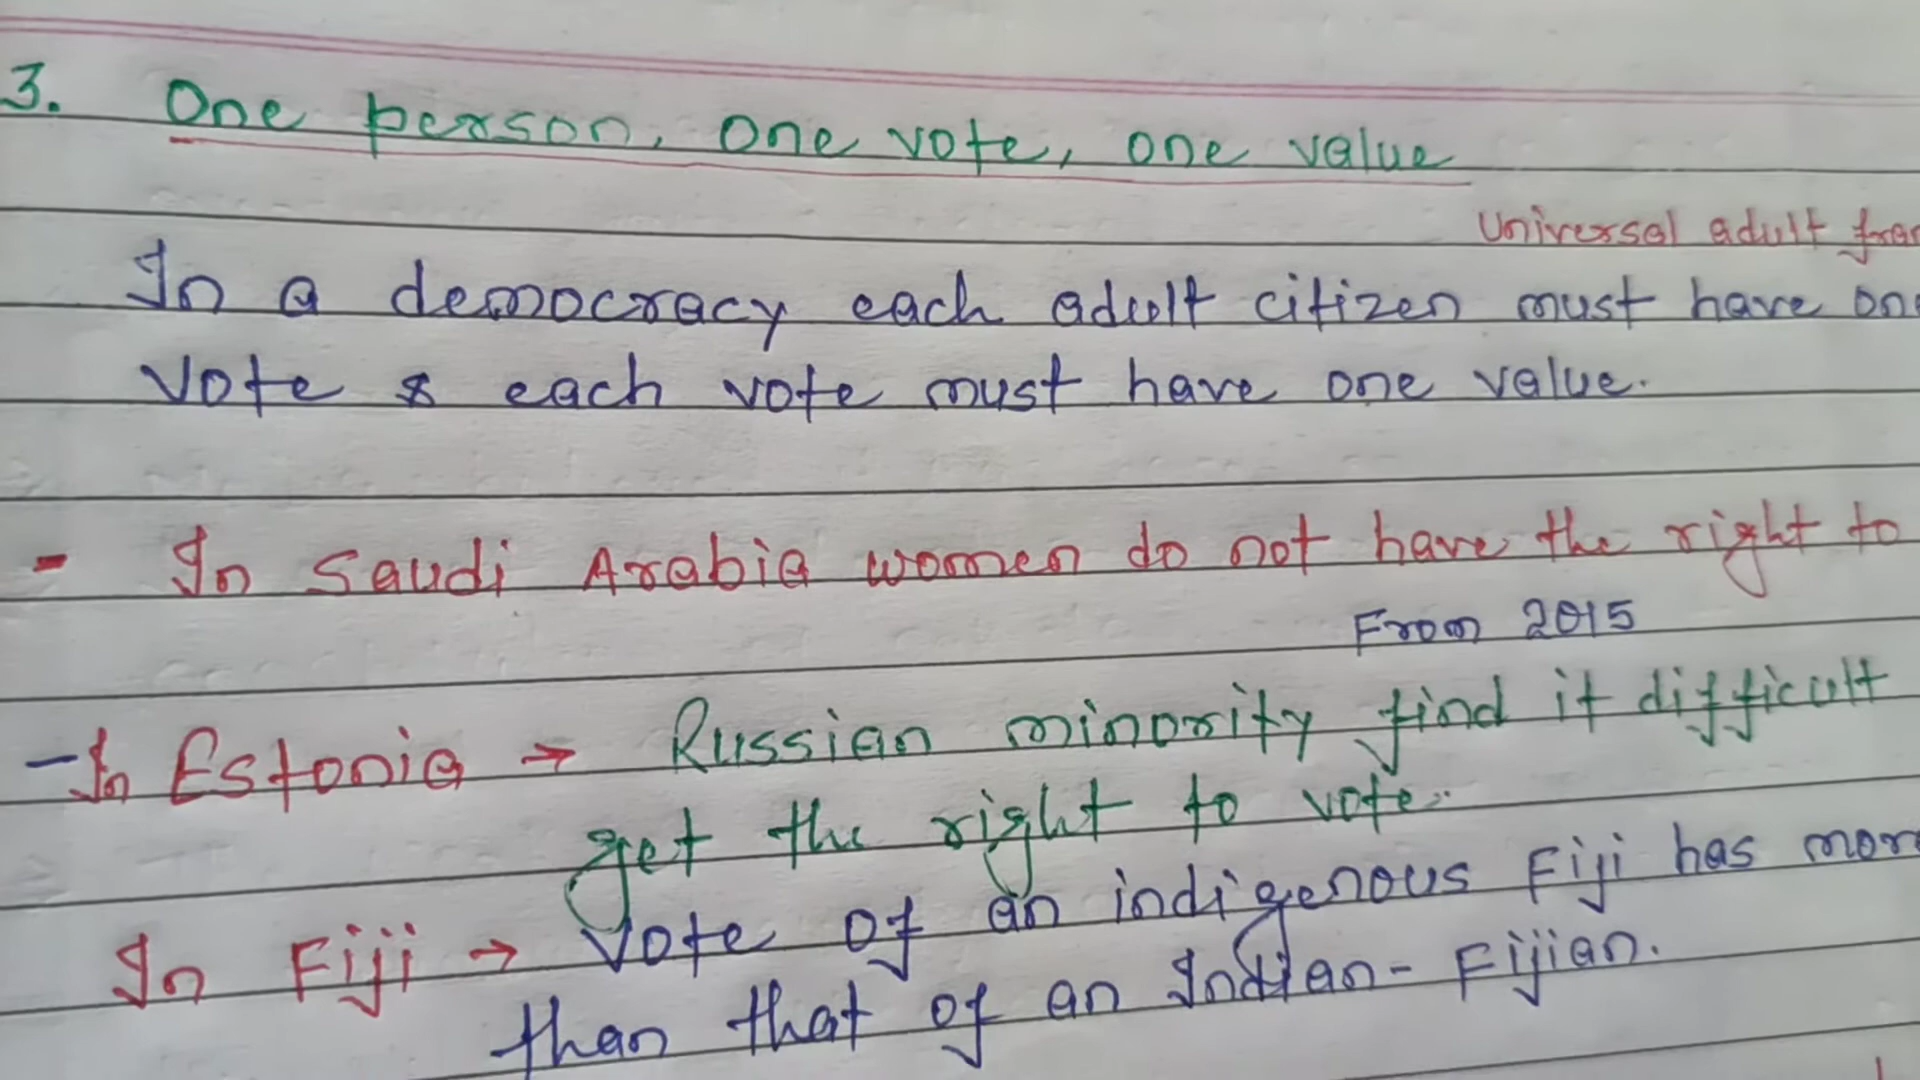 3. One person, one vote, one value
Universal adult
In a democracy each adult citizen must have
Vote & each vote must have one value.
- In Saudi Arabia women do not have the right to
From 2015
- In Estonia → Russian minority find it difficult
get the right to vote.
In Fiji → Vote of an indigenous Fiji has
than that of an Indian-Fijian.